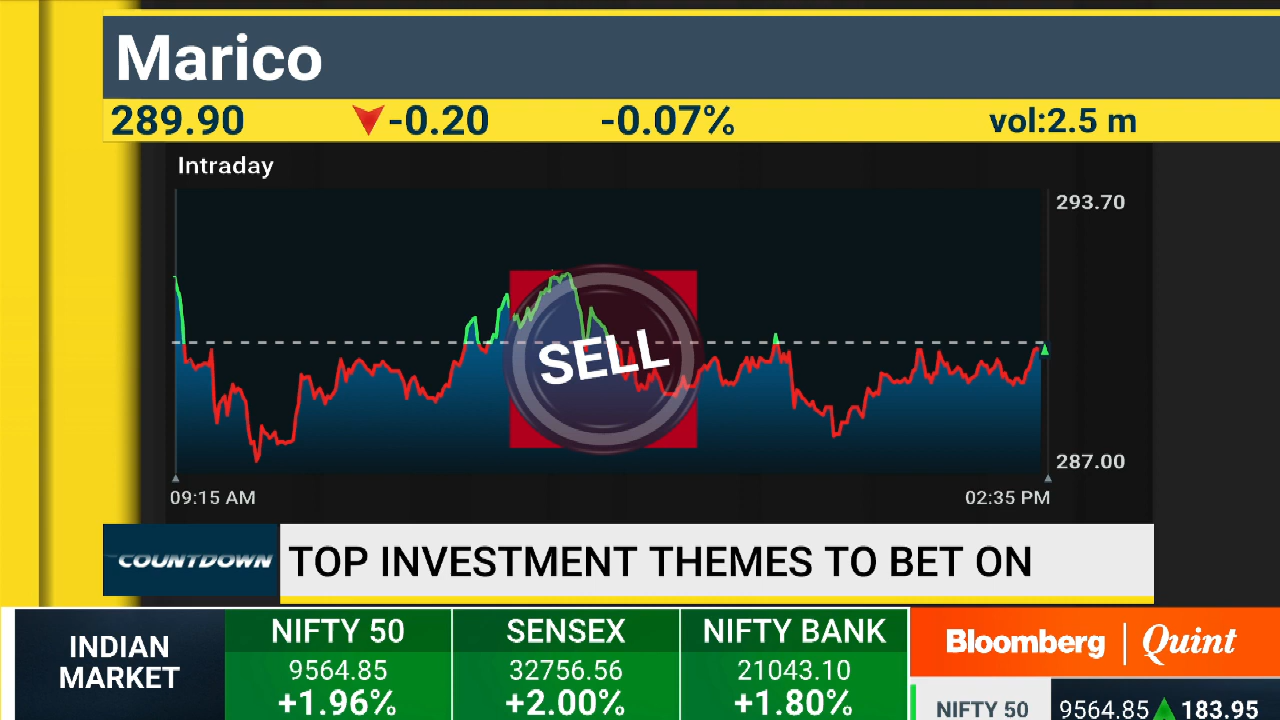 Marico
289.90 -0.20 -0.07% vol:2.5 m
Intraday
293.70
SELL
287.00
09:15 AM 02:35 PM
COUNTDOWN TOP INVESTMENT THEMES TO BET ON
INDIAN MARKET
NIFTY 50
9564.85
+1.96%
SENSEX
32756.56
+2.00%
NIFTY BANK
21043.10
+1.80%
Bloomberg | Quint
NIFTY 50 9564.85 183.95